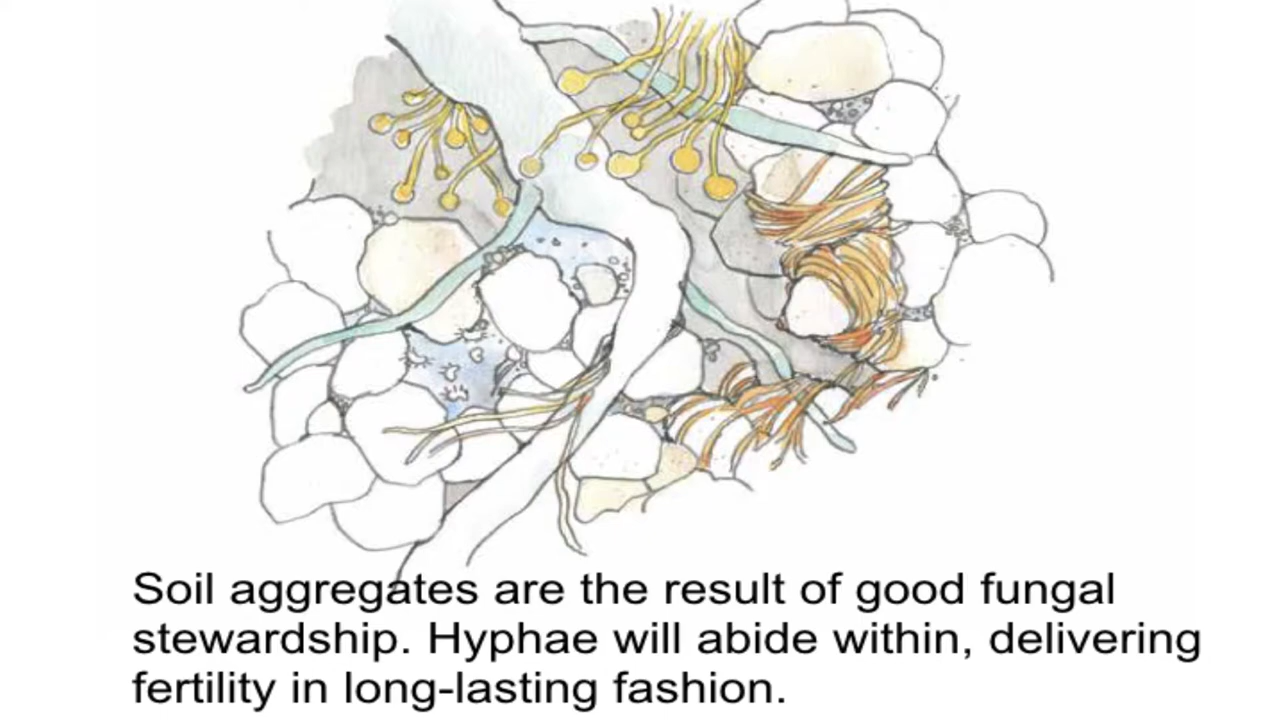 Soil aggregates are the result of good fungal
stewardship. Hyphae will abide within, delivering
fertility in long-lasting fashion.